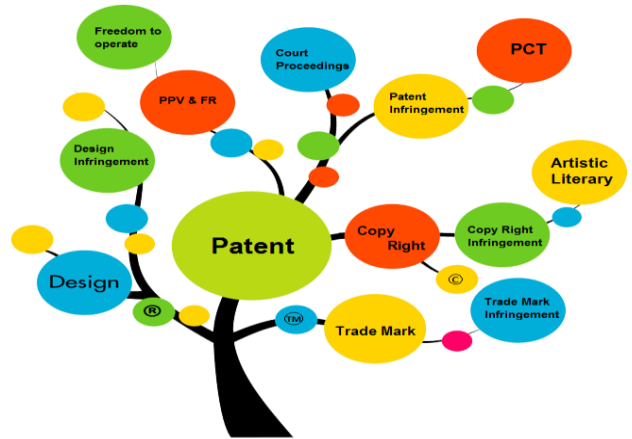 Freedom to
operate
PPV & FR
Court
Proceedings
Patent
Infringement
PCT
Design
Infringement
Artistic
Literary
Patent
Copy
Right
Copy Right
Infringement
©
Design
®
TM
Trade Mark
Trade Mark
Infringement